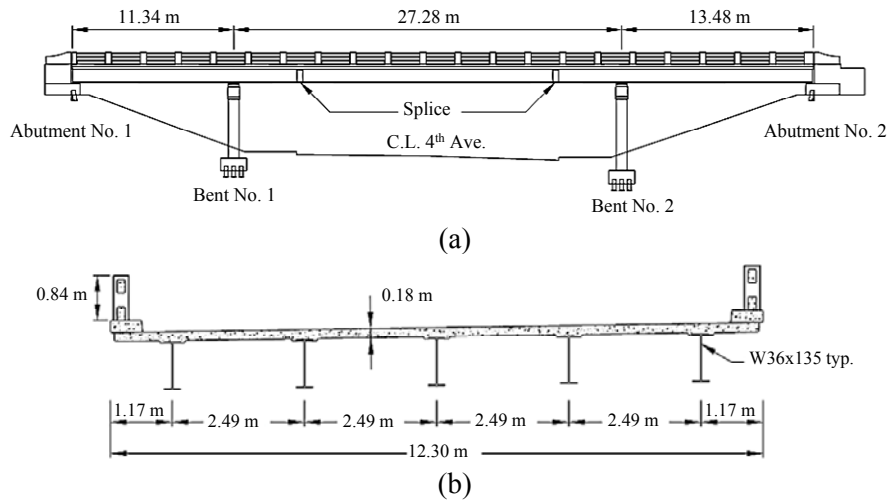 11.34 m 27.28 m 13.48 m
Splice
Abutment No. 1 C.L. 4th Ave. Abutment No. 2
Bent No. 1 Bent No. 2
(a)
0.84 m 0.18 m
W36x135 typ.
1.17 m 2.49 m 2.49 m 2.49 m 2.49 m 1.17 m
12.30 m
(b)